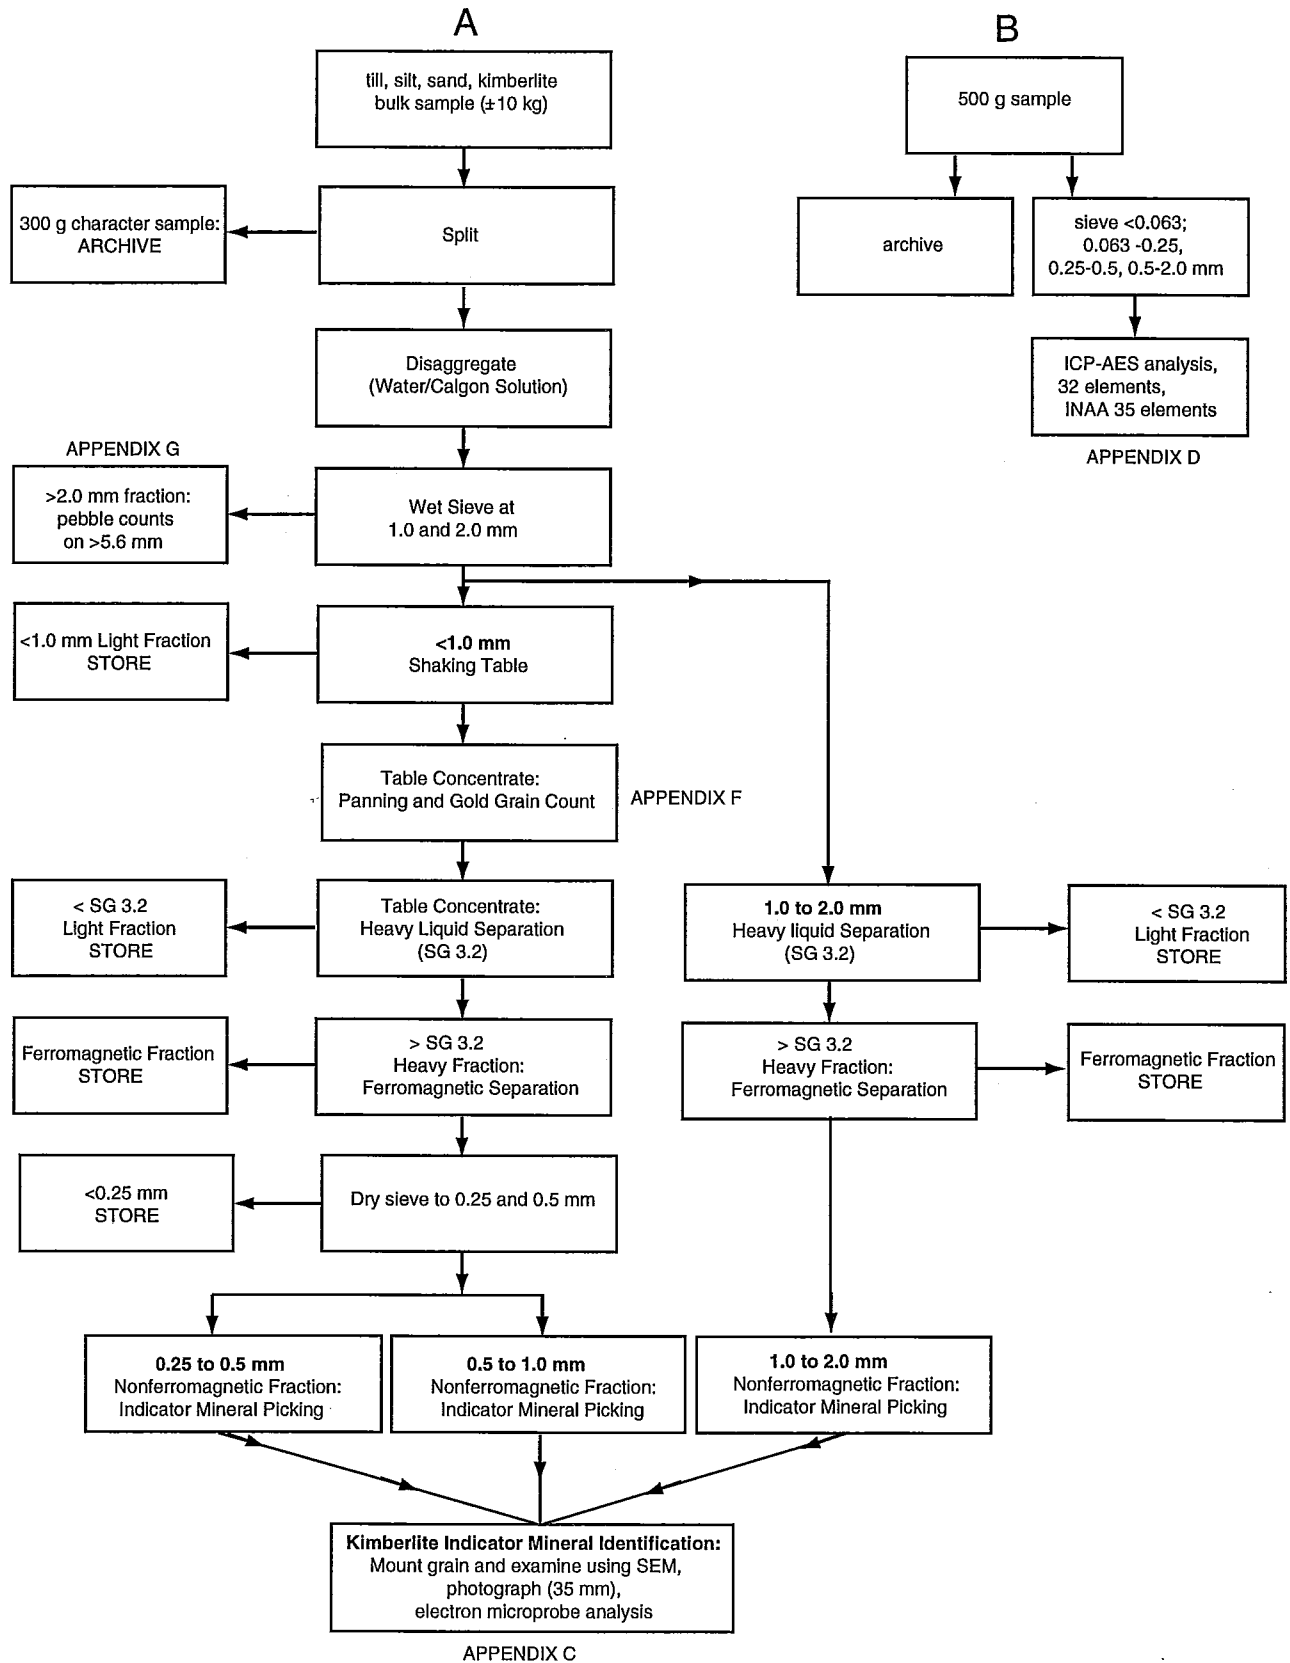 A
till, silt, sand, kimberlite
bulk sample (±10 kg)
300 g character sample:
ARCHIVE
Split
Disaggregate
(Water/Calgon Solution)
APPENDIX G
>2.0 mm fraction:
pebble counts
on >5.6 mm
Wet Sieve at
1.0 and 2.0 mm
<1.0 mm Light Fraction
STORE
<1.0 mm
Shaking Table
Table Concentrate:
Panning and Gold Grain Count
APPENDIX F
< SG 3.2
Light Fraction
STORE
Table Concentrate:
Heavy Liquid Separation
(SG 3.2)
1.0 to 2.0 mm
Heavy liquid Separation
(SG 3.2)
< SG 3.2
Light Fraction
STORE
Ferromagnetic Fraction
STORE
> SG 3.2
Heavy Fraction:
Ferromagnetic Separation
> SG 3.2
Heavy Fraction:
Ferromagnetic Separation
Ferromagnetic Fraction
STORE
<0.25 mm
STORE
Dry sieve to 0.25 and 0.5 mm
0.25 to 0.5 mm
Nonferromagnetic Fraction:
Indicator Mineral Picking
0.5 to 1.0 mm
Nonferromagnetic Fraction:
Indicator Mineral Picking
1.0 to 2.0 mm
Nonferromagnetic Fraction:
Indicator Mineral Picking
Kimberlite Indicator Mineral Identification:
Mount grain and examine using SEM,
photograph (35 mm),
electron microprobe analysis
APPENDIX C
B
500 g sample
archive
sieve <0.063;
0.063 -0.25,
0.25-0.5, 0.5-2.0 mm
ICP-AES analysis,
32 elements,
INAA 35 elements
APPENDIX D